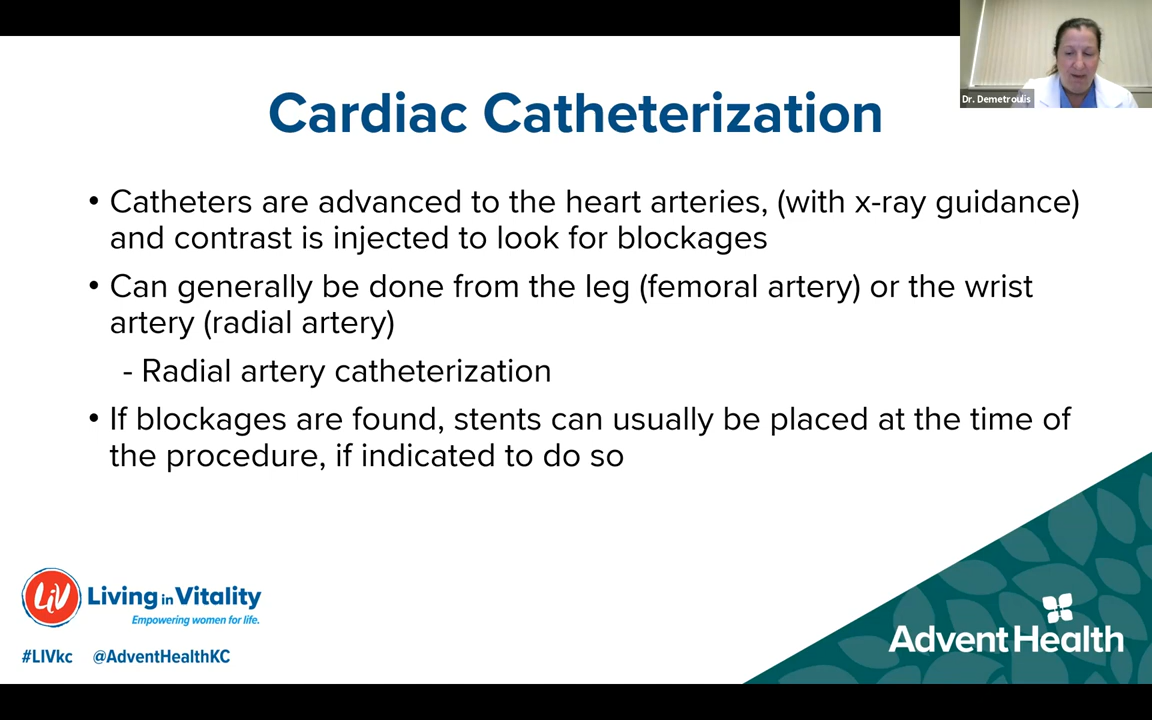 Dr. Demetroulis
Cardiac Catheterization
• Catheters are advanced to the heart arteries, (with x-ray guidance)
and contrast is injected to look for blockages
• Can generally be done from the leg (femoral artery) or the wrist
artery (radial artery)
- Radial artery catheterization
• If blockages are found, stents can usually be placed at the time of
the procedure, if indicated to do so
LiV Living in Vitality
Empowering women for life.
#LIVkc @AdventHealthKC
Advent Health